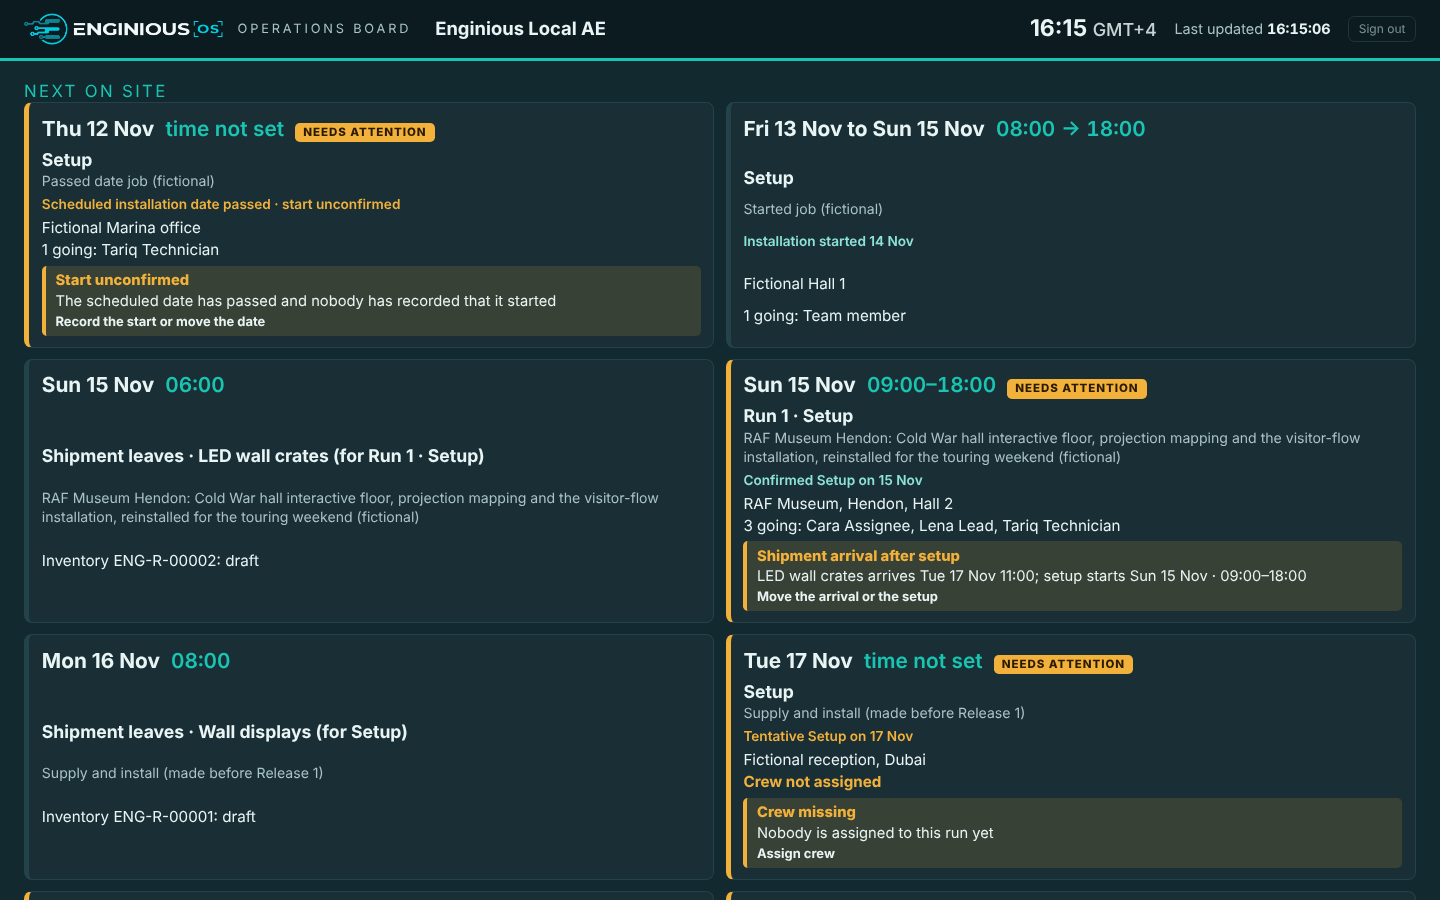 ENGINIOUS [OS] OPERATIONS BOARD Enginious Local AE 16:15 GMT+4 Last updated 16:15:06 Sign out
NEXT ON SITE
Thu 12 Nov time not set NEEDS ATTENTION
Setup
Passed date job (fictional)
Scheduled installation date passed · start unconfirmed
Fictional Marina office
1 going: Tariq Technician
Start unconfirmed
The scheduled date has passed and nobody has recorded that it started
Record the start or move the date
Fri 13 Nov to Sun 15 Nov 08:00 → 18:00
Setup
Started job (fictional)
Installation started 14 Nov
Fictional Hall 1
1 going: Team member
Sun 15 Nov 06:00
Shipment leaves · LED wall crates (for Run 1 · Setup)
RAF Museum Hendon: Cold War hall interactive floor, projection mapping and the visitor-flow
installation, reinstalled for the touring weekend (fictional)
Inventory ENG-R-00002: draft
Sun 15 Nov 09:00–18:00 NEEDS ATTENTION
Run 1 · Setup
RAF Museum Hendon: Cold War hall interactive floor, projection mapping and the visitor-flow
installation, reinstalled for the touring weekend (fictional)
Confirmed Setup on 15 Nov
RAF Museum, Hendon, Hall 2
3 going: Cara Assignee, Lena Lead, Tariq Technician
Shipment arrival after setup
LED wall crates arrives Tue 17 Nov 11:00; setup starts Sun 15 Nov · 09:00–18:00
Move the arrival or the setup
Mon 16 Nov 08:00
Shipment leaves · Wall displays (for Setup)
Supply and install (made before Release 1)
Inventory ENG-R-00001: draft
Tue 17 Nov time not set NEEDS ATTENTION
Setup
Supply and install (made before Release 1)
Tentative Setup on 17 Nov
Fictional reception, Dubai
Crew not assigned
Crew missing
Nobody is assigned to this run yet
Assign crew